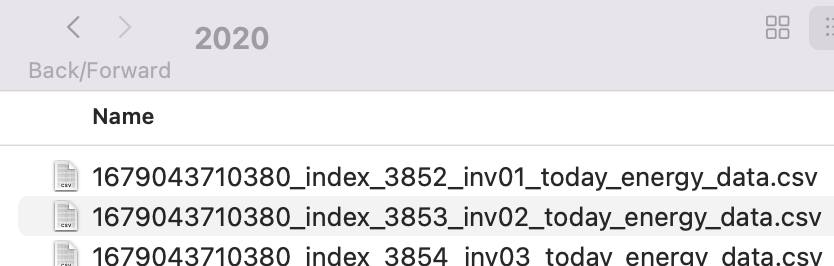 2020
Back/Forward
Name
1679043710380_index_3852_inv01_today_energy_data.csv
1679043710380_index_3853_inv02_today_energy_data.csv
1679043710380_index_3854_inv03_today_energy_data.csv